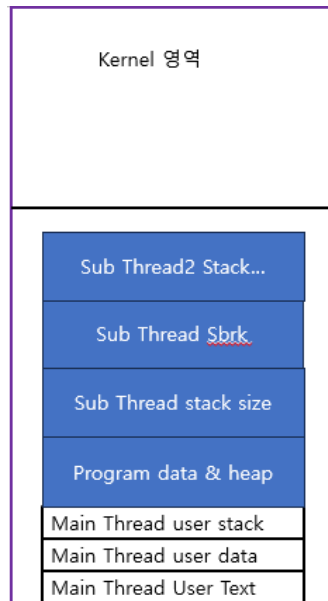 Kernel 영역
Sub Thread2 Stack...
Sub Thread Sbrk
Sub Thread stack size
Program data & heap
Main Thread user stack
Main Thread user data
Main Thread User Text